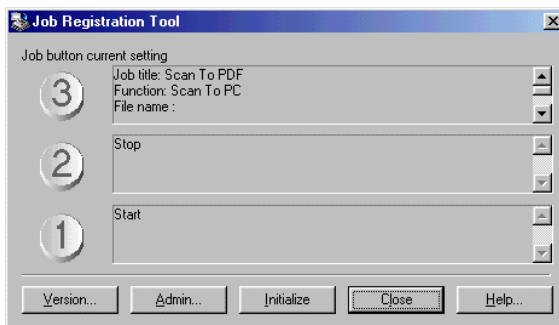 Job Registration Tool
Job button current setting
3
Job title: Scan To PDF
Function: Scan To PC
File name :
2
Stop
1
Start
Version... Admin... Initialize Close Help...